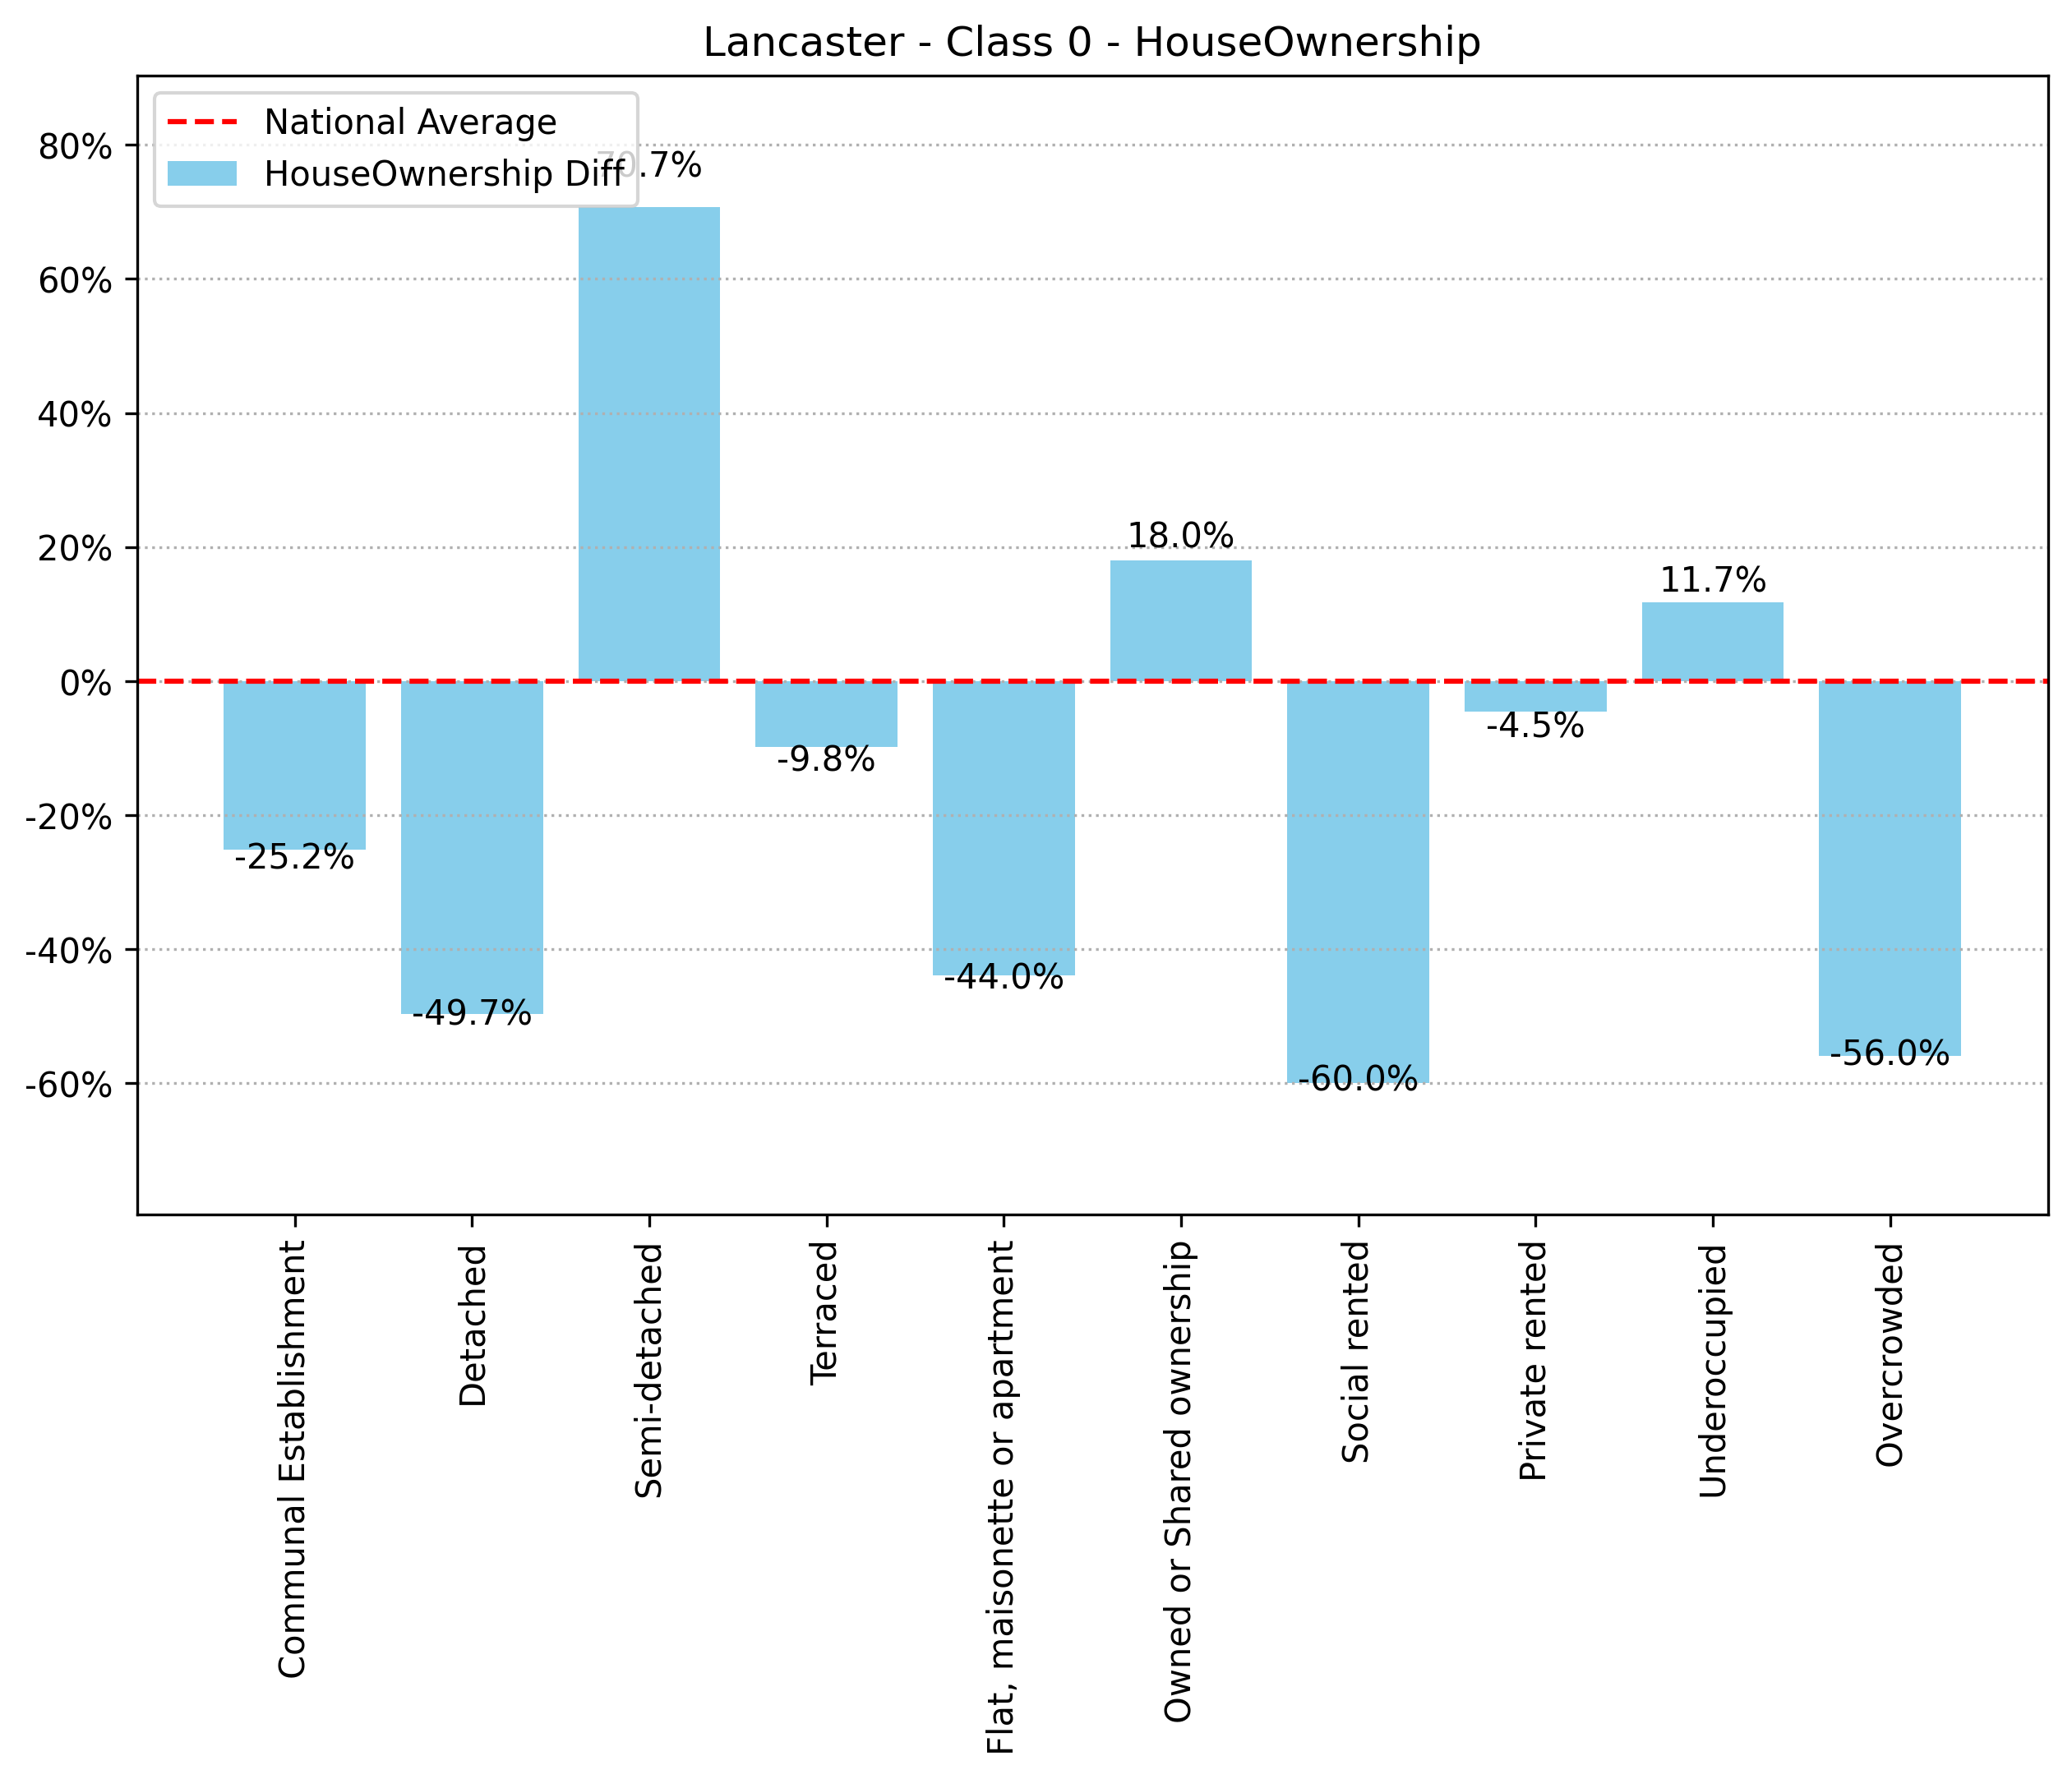 Lancaster - Class 0 - HouseOwnership
National Average
HouseOwnership Diff
80%
60%
40%
20%
0%
-20%
-40%
-60%
-25.2%
-49.7%
70.7%
-9.8%
-44.0%
18.0%
-60.0%
-4.5%
11.7%
-56.0%
Communal Establishment
Detached
Semi-detached
Terraced
Flat, maisonette or apartment
Owned or Shared ownership
Social rented
Private rented
Underoccupied
Overcrowded